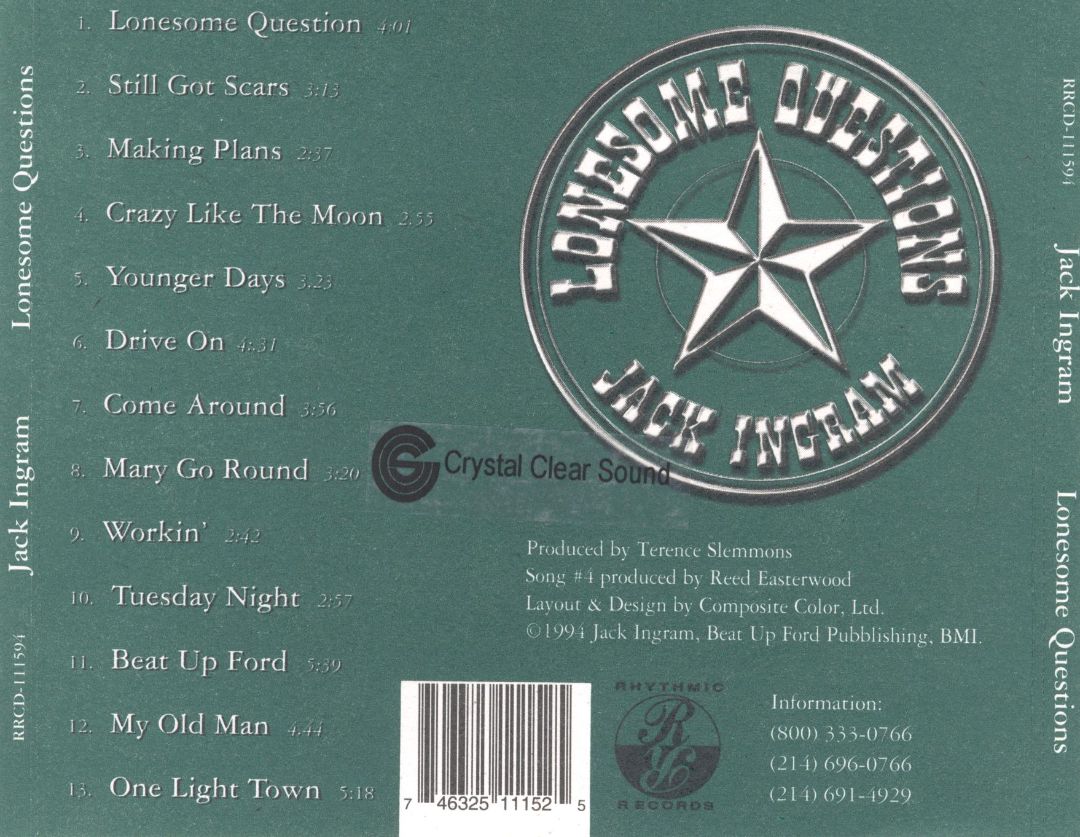 1. Lonesome Question 4:01
2. Still Got Scars 3:13
3. Making Plans 2:37
4. Crazy Like The Moon 2:55
5. Younger Days 3:23
6. Drive On 4:31
7. Come Around 3:56
8. Mary Go Round 3:20
9. Workin' 2:42
10. Tuesday Night 2:57
11. Beat Up Ford 5:39
12. My Old Man 4:44
13. One Light Town 5:18
LONESOME QUESTIONS
JACK INGRAM
Crystal Clear Sound
Produced by Terence Slemmons
Song #4 produced by Reed Easterwood
Layout & Design by Composite Color, Ltd.
©1994 Jack Ingram, Beat Up Ford Pubblishing, BMI.
7 46325 11152 5
RHYTHMIC
RECORDS
Information:
(800) 333-0766
(214) 696-0766
(214) 691-4929
RRCD-111594 Jack Ingram Lonesome Questions
RRCD-111594 Jack Ingram Lonesome Questions